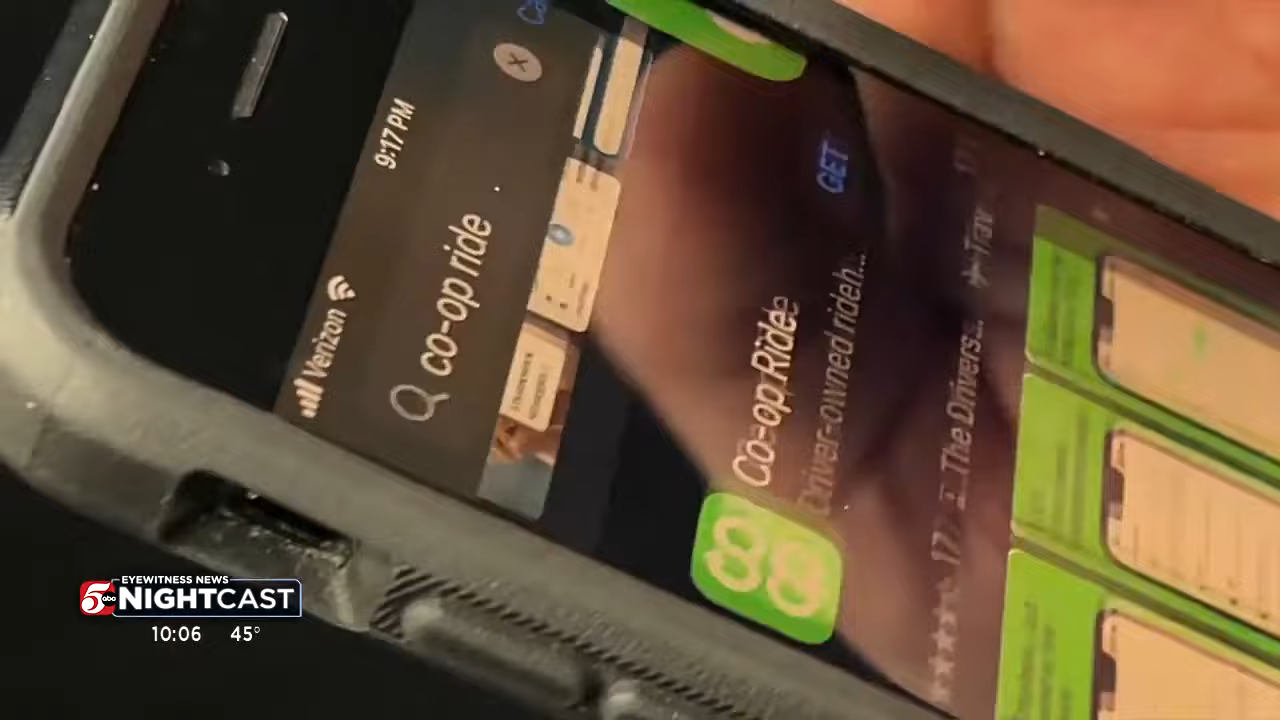 Verizon
9:17 PM
co-op ride
Co-op Ride
Driver-owned rideh...
GET
The Drivers...
Trav
EYEWITNESS NEWS
5 abc NIGHTCAST
10:06 45°